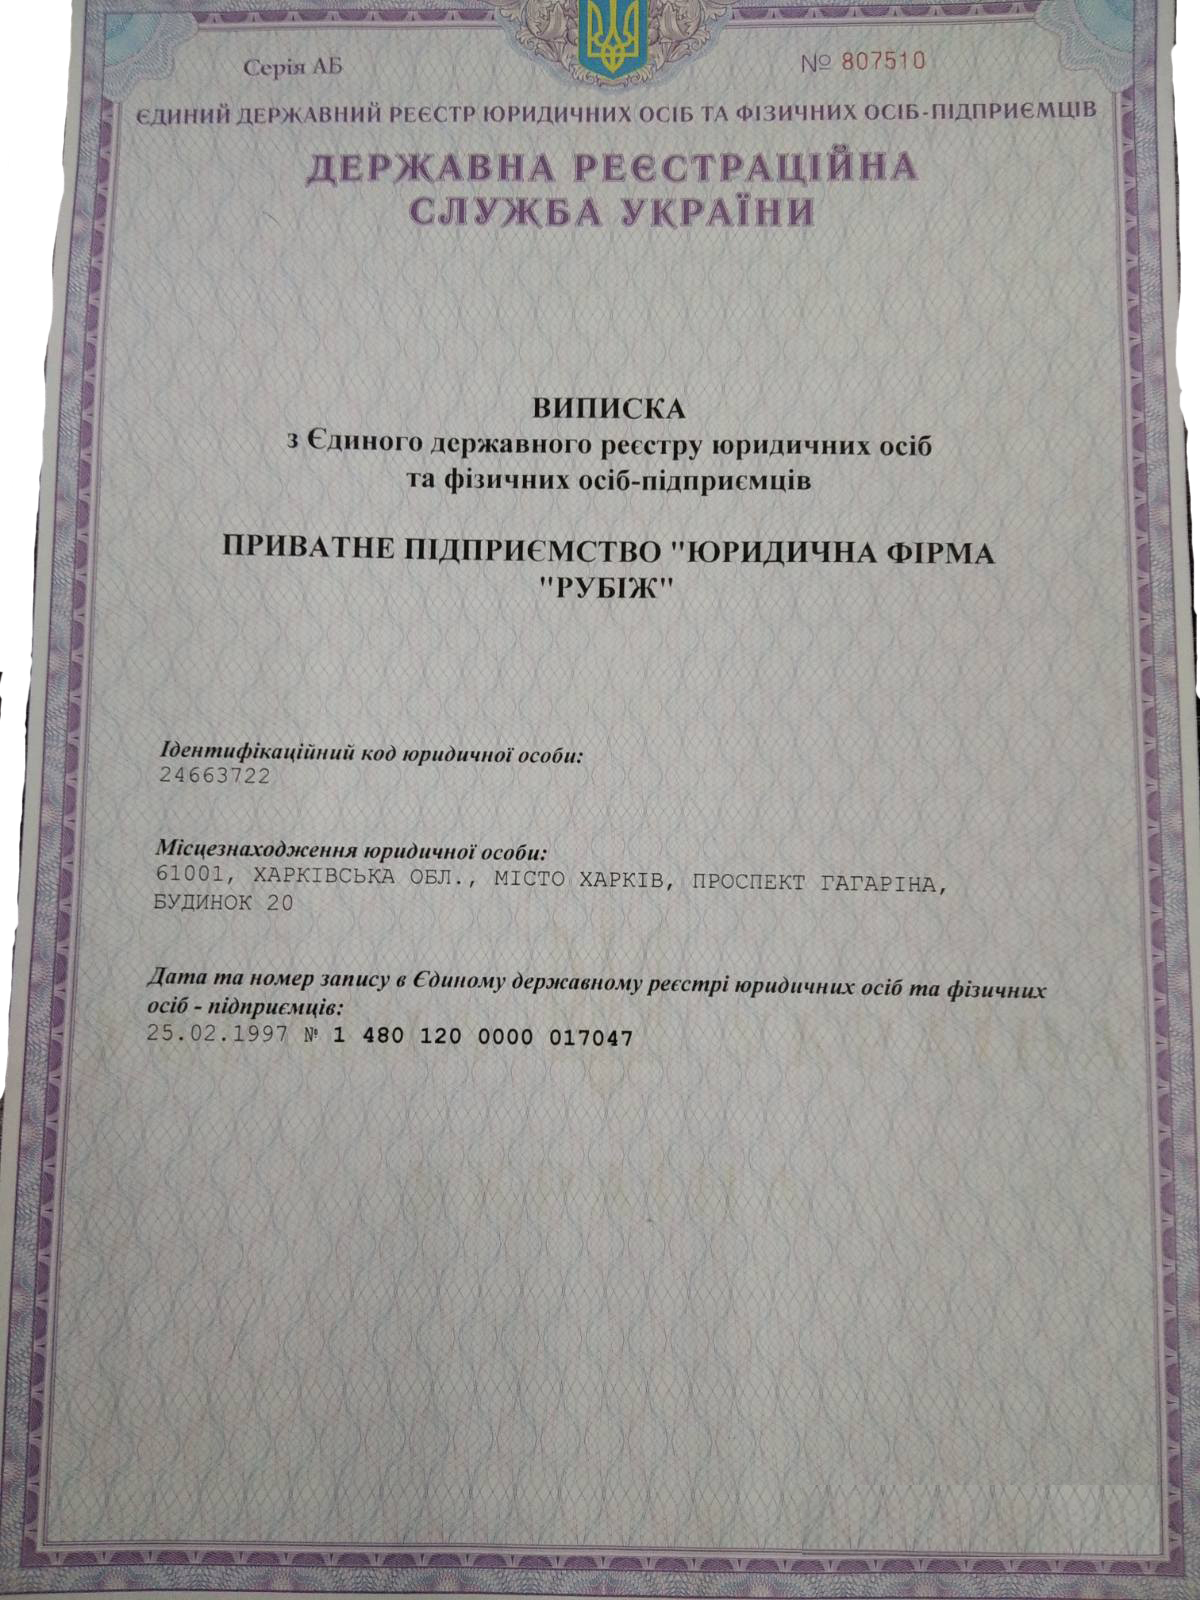 Серія АБ
№ 807510
ЄДИНИЙ ДЕРЖАВНИЙ РЕЄСТР ЮРИДИЧНИХ ОСІБ ТА ФІЗИЧНИХ ОСІБ-ПІДПРИЄМЦІВ
ДЕРЖАВНА РЕЄСТРАЦІЙНА
СЛУЖБА УКРАЇНИ
ВИПИСКА
з Єдиного державного реєстру юридичних осіб
та фізичних осіб-підприємців
ПРИВАТНЕ ПІДПРИЄМСТВО "ЮРИДИЧНА ФІРМА
"РУБІЖ"
Ідентифікаційний код юридичної особи:
24663722
Місцезнаходження юридичної особи:
61001, ХАРКІВСЬКА ОБЛ., МІСТО ХАРКІВ, ПРОСПЕКТ ГАГАРІНА,
БУДИНОК 20
Дата та номер запису в Єдиному державному реєстрі юридичних осіб та фізичних
осіб - підприємців:
25.02.1997 № 1 480 120 0000 017047